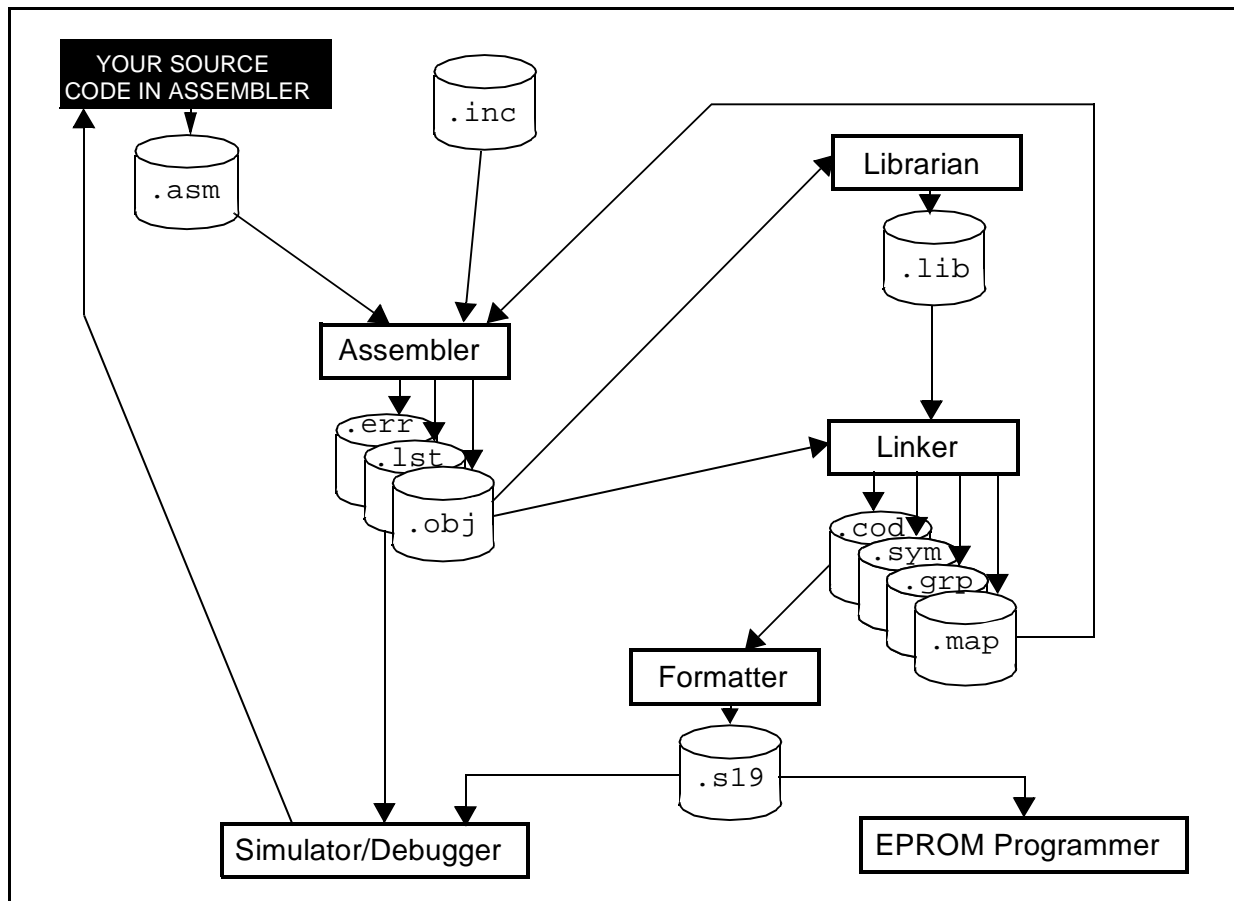 YOUR SOURCE
CODE IN ASSEMBLER
.inc
.asm
Librarian
.lib
Assembler
.err
.lst
.obj
Linker
.cod
.sym
.grp
.map
Formatter
.s19
Simulator/Debugger
EPROM Programmer